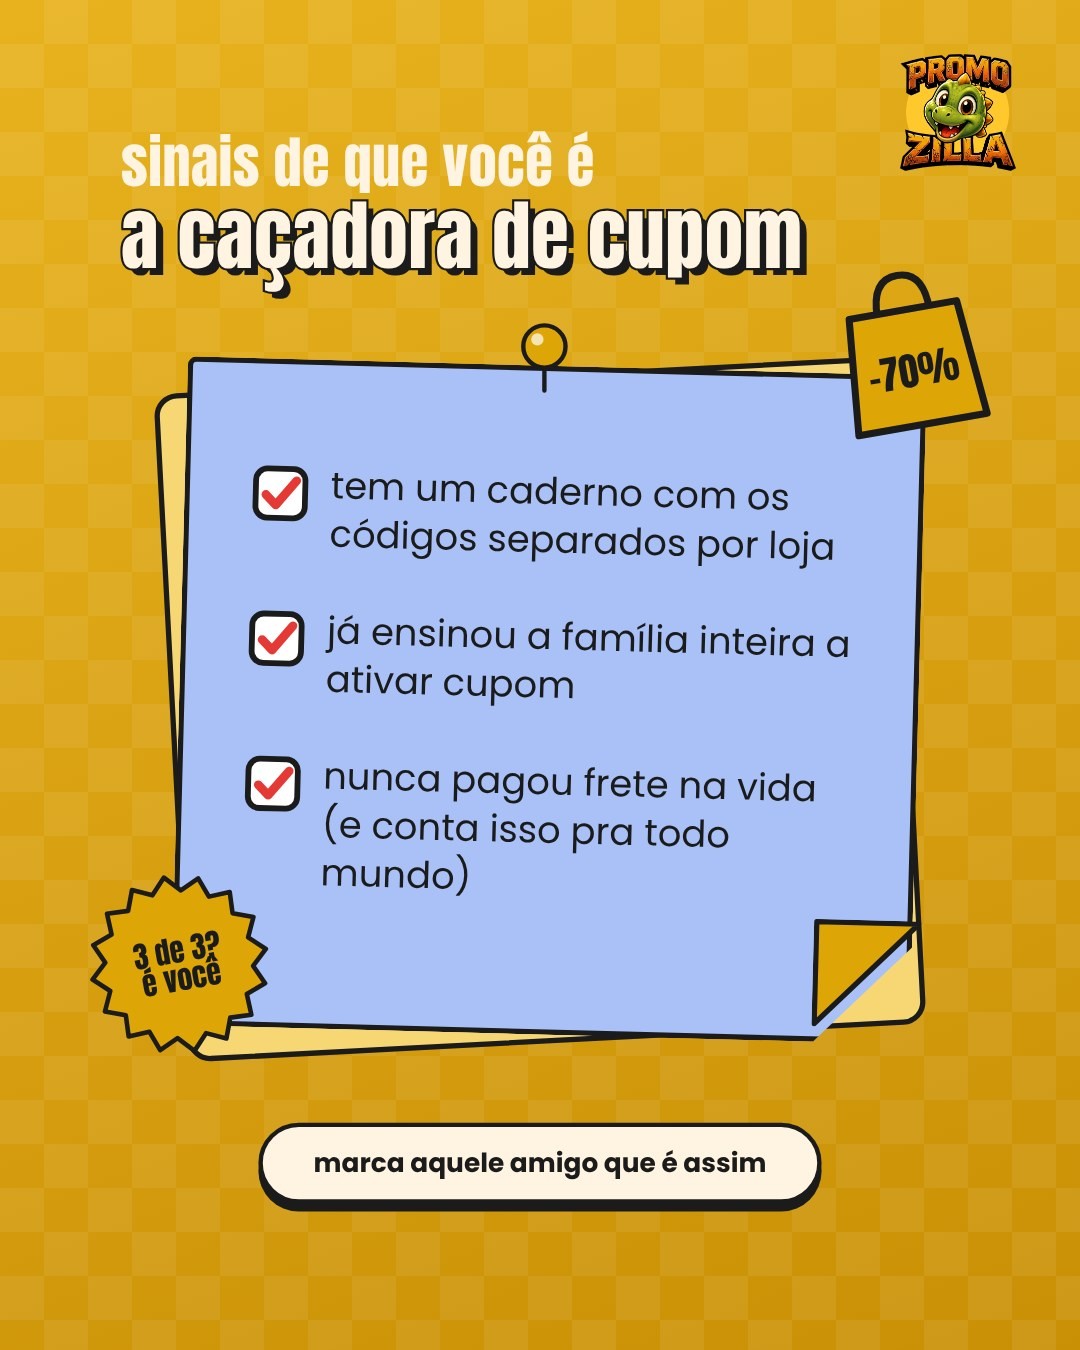 PROMO
ZILLA
sinais de que você é
a caçadora de cupom
-70%
tem um caderno com os
códigos separados por loja
já ensinou a família inteira a
ativar cupom
nunca pagou frete na vida
(e conta isso pra todo
mundo)
3 de 3?
é você
marca aquele amigo que é assim